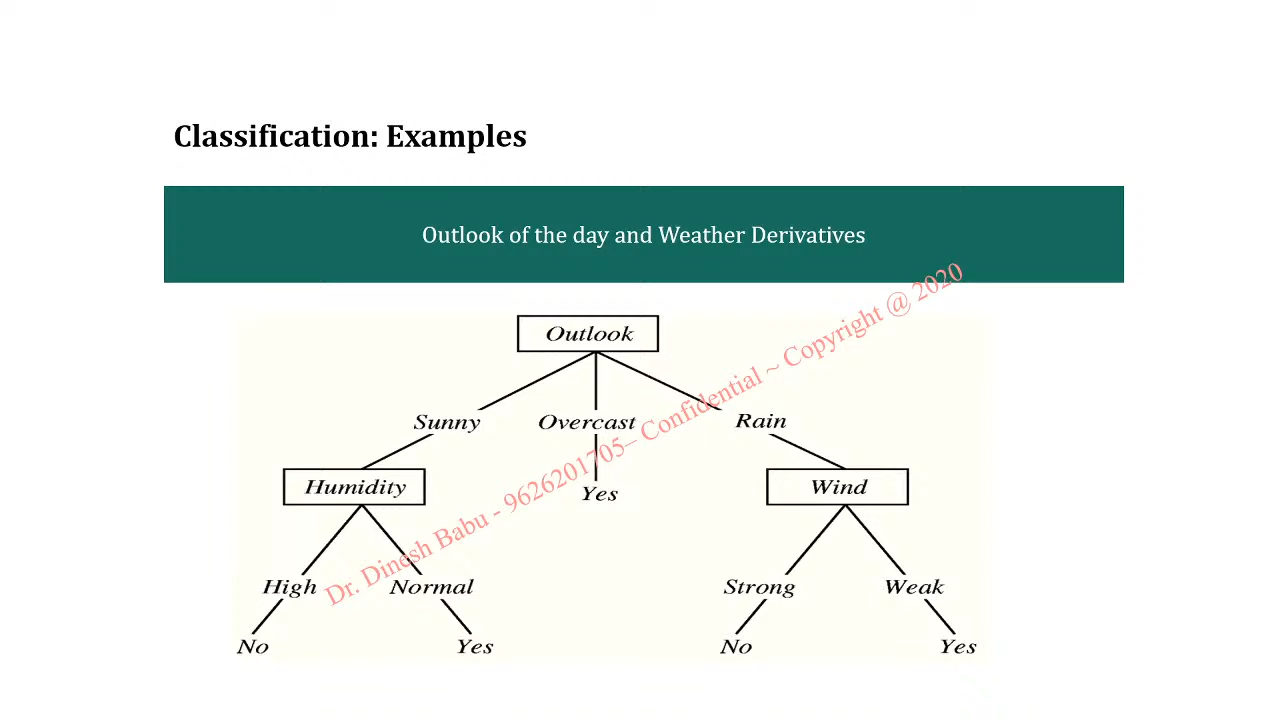 Classification: Examples
Outlook of the day and Weather Derivatives
Outlook
Sunny Overcast Rain
Humidity Yes Wind
High Normal Strong Weak
No Yes No Yes
Dr. Dinesh Babu - 9626201705– Confidential ~ Copyright @ 2020